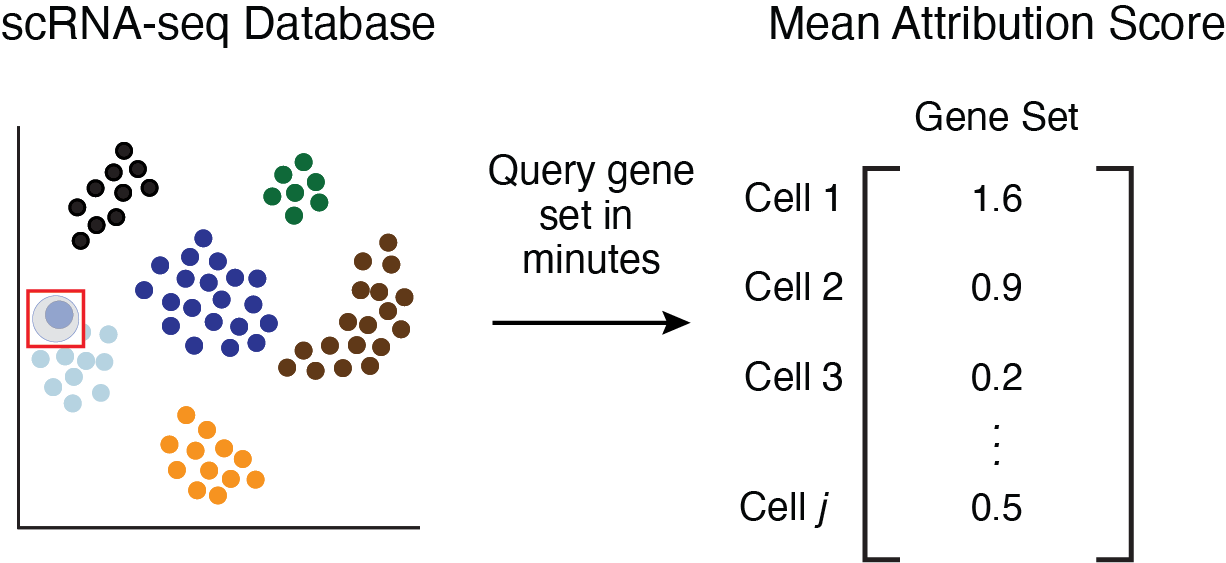 scRNA-seq Database
Mean Attribution Score
Query gene
set in
minutes
Gene Set
Cell 1 1.6
Cell 2 0.9
Cell 3 0.2
⋮
Cell j 0.5